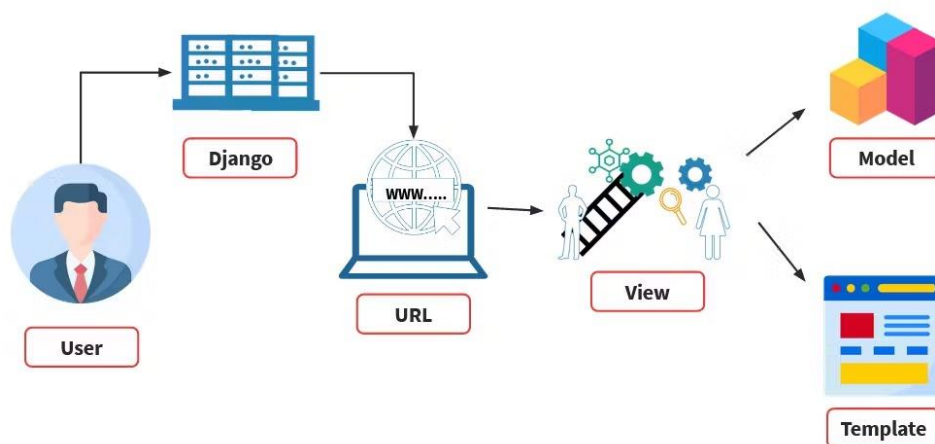 Django
Model
WWW.....
View
URL
User
Template